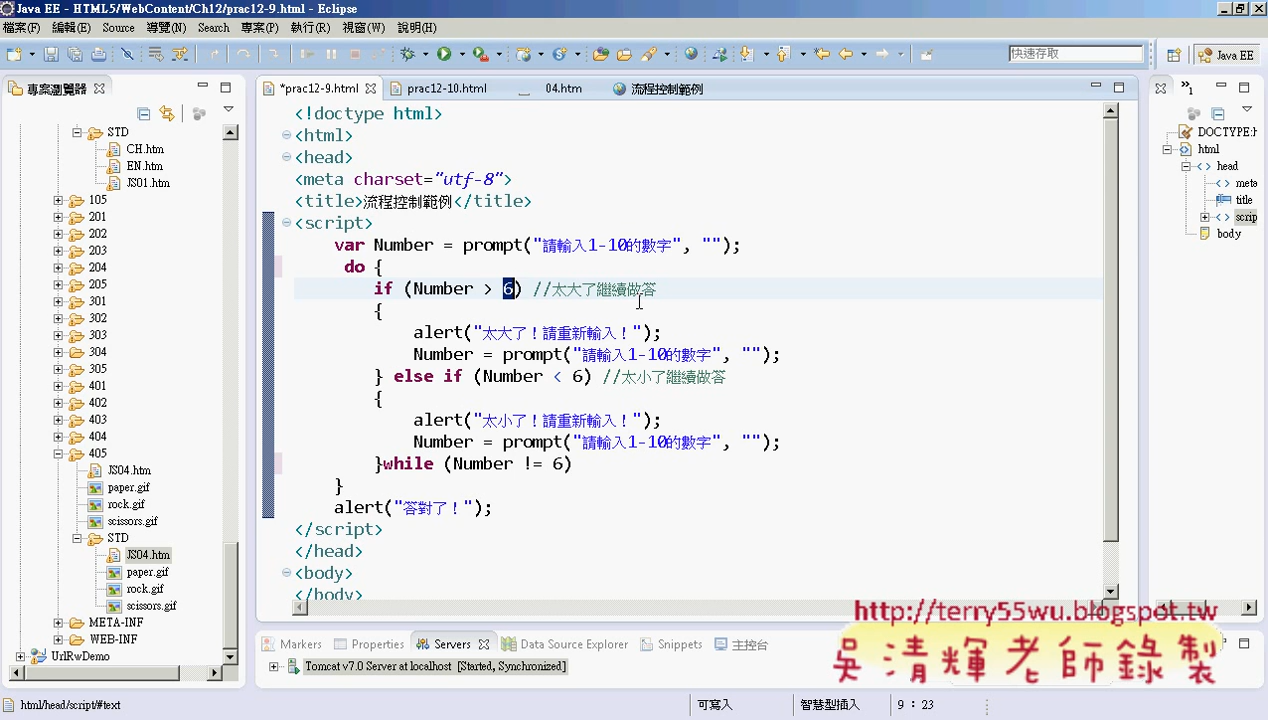 Java EE - HTML5/WebContent/Ch12/prac12-9.html - Eclipse
檔案(F) 編輯(E) Source 導覽(N) Search 專案(P) 執行(R) 視窗(W) 說明(H)
快速存取
Java EE
專案瀏覽器
*prac12-9.html
prac12-10.html
04.htm
流程控制範例
STD
CH.htm
EN.htm
JS01.htm
105
201
202
203
204
205
301
302
303
304
305
401
402
403
404
405
JS04.htm
paper.gif
rock.gif
scissors.gif
STD
JS04.htm
paper.gif
rock.gif
scissors.gif
META-INF
WEB-INF
UrlRwDemo
<!doctype html>
<html>
<head>
<meta charset="utf-8">
<title>流程控制範例</title>
<script>
var Number = prompt("請輸入1-10的數字", "");
do {
if (Number > 6) //太大了繼續做答
{
alert("太大了！請重新輸入！");
Number = prompt("請輸入1-10的數字", "");
} else if (Number < 6) //太小了繼續做答
{
alert("太小了！請重新輸入！");
Number = prompt("請輸入1-10的數字", "");
}while (Number != 6)
}
alert("答對了！");
</script>
</head>
<body>
</body>
1
DOCTYPE:h
html
head
meta
title
scrip
body
http://terry55wu.blogspot.tw
吳清輝老師錄製
Markers Properties Servers Data Source Explorer Snippets 主控台
Tomcat v7.0 Server at localhost [Started, Synchronized]
html/head/script/#text
可寫入
智慧型插入
9 : 23